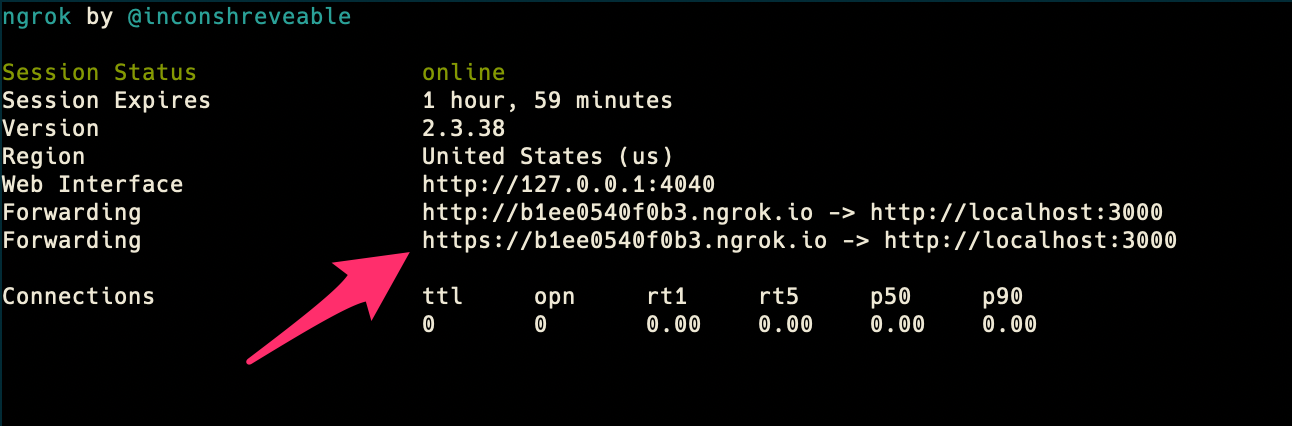 ngrok by @inconshreveable
Session Status online
Session Expires 1 hour, 59 minutes
Version 2.3.38
Region United States (us)
Web Interface http://127.0.0.1:4040
Forwarding http://b1ee0540f0b3.ngrok.io -> http://localhost:3000
Forwarding https://b1ee0540f0b3.ngrok.io -> http://localhost:3000
Connections ttl opn rt1 rt5 p50 p90
0 0 0.00 0.00 0.00 0.00